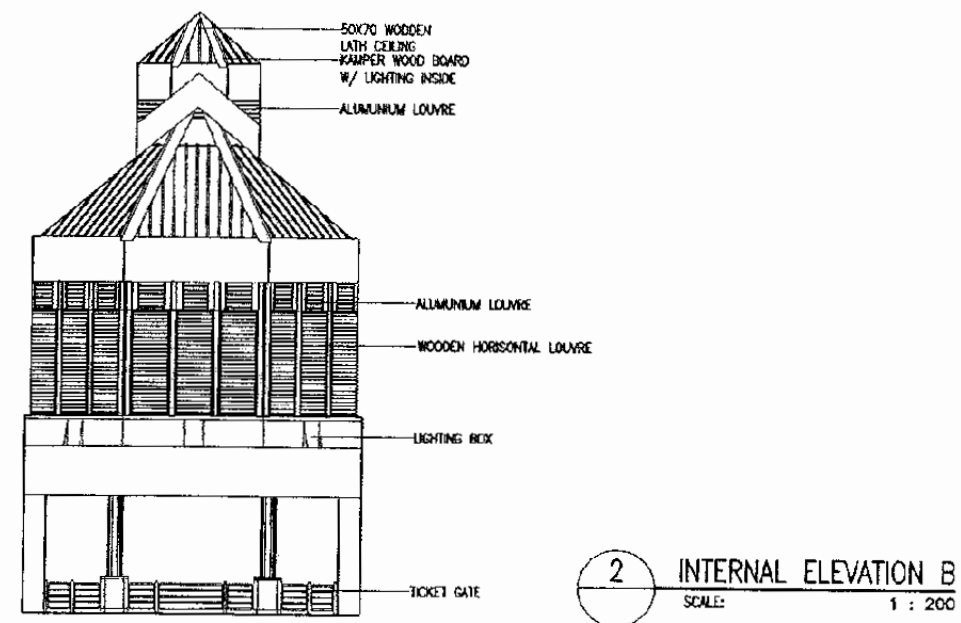 50X70 WOODEN
LATH CEILING
KAMPER WOOD BOARD
W/ LIGHTING INSIDE
ALUMUNIUM LOUVRE
ALUMUNIUM LOUVRE
WOODEN HORISONTAL LOUVRE
LIGHTING BOX
TICKET GATE
2 INTERNAL ELEVATION B
SCALE: 1 : 200